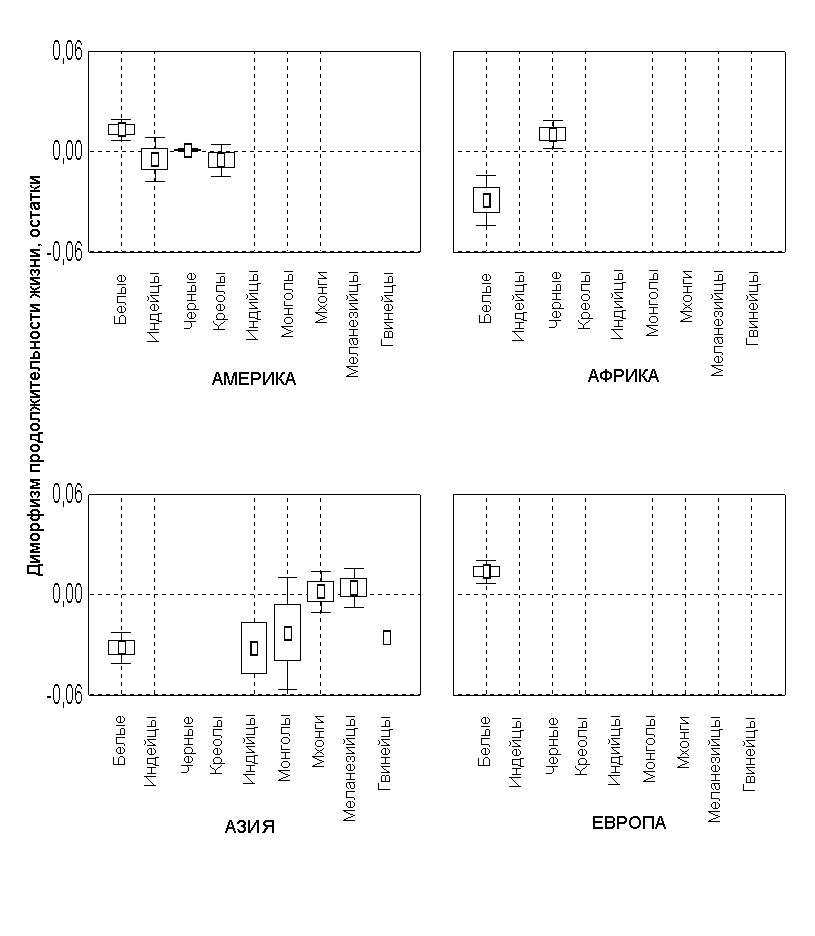 Диморфизм продолжительности жизни, остатки
0,06
0,00
-0,06
Белые
Индейцы
Черные
Креолы
Индийцы
Монголы
Мхонги
Меланезийцы
Гвинейцы
АМЕРИКА
Белые
Индейцы
Черные
Креолы
Индийцы
Монголы
Мхонги
Меланезийцы
Гвинейцы
АФРИКА
0,06
0,00
-0,06
Белые
Индейцы
Черные
Креолы
Индийцы
Монголы
Мхонги
Меланезийцы
Гвинейцы
АЗИЯ
Белые
Индейцы
Черные
Креолы
Индийцы
Монголы
Мхонги
Меланезийцы
Гвинейцы
ЕВРОПА